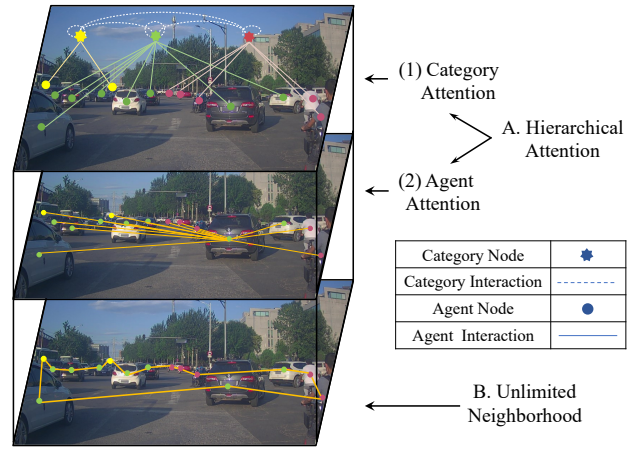 (1) Category
Attention
A. Hierarchical
Attention
(2) Agent
Attention
Category Node
Category Interaction
Agent Node
Agent Interaction
B. Unlimited
Neighborhood